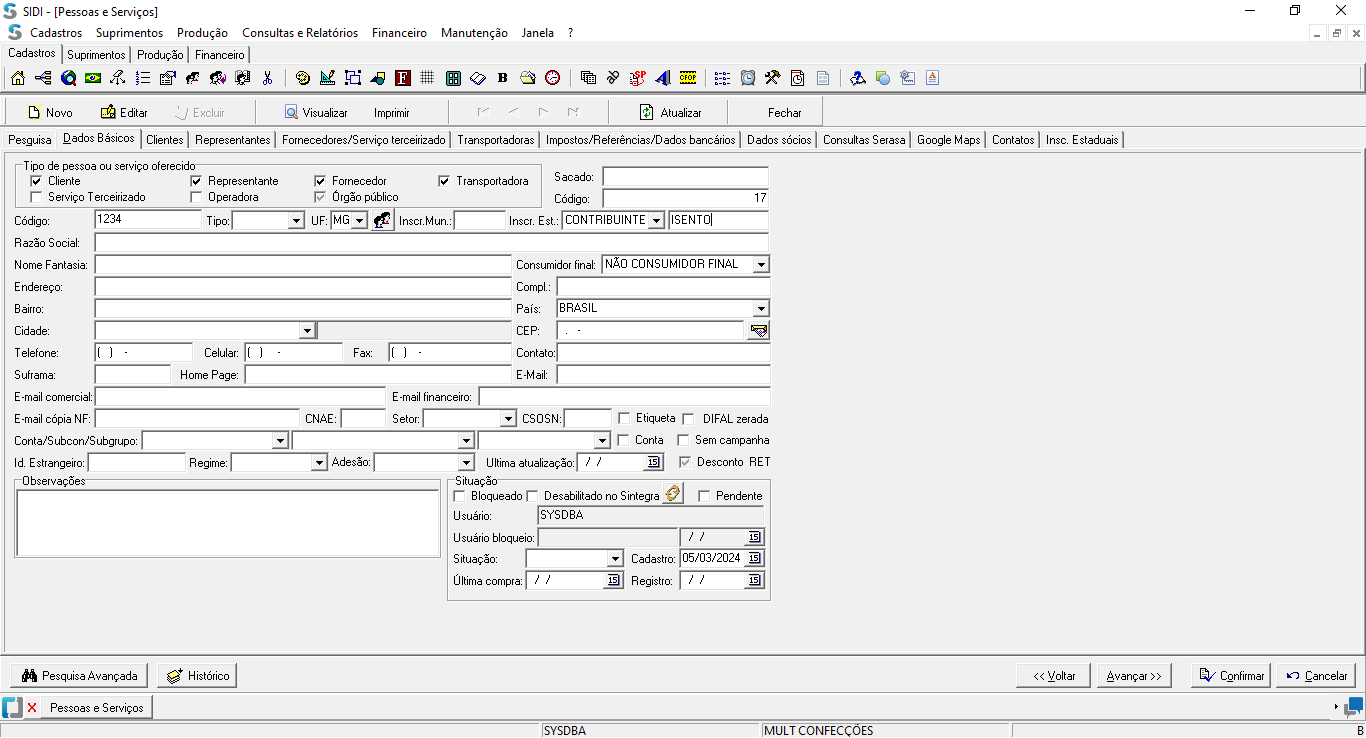 SIDI - [Pessoas e Serviços]
Cadastros Suprimentos Produção Consultas e Relatórios Financeiro Manutenção Janela ?
Cadastros Suprimentos Produção Financeiro
B F SP CFOP
Novo Editar Excluir Visualizar Imprimir Atualizar Fechar
Pesquisa Dados Básicos Clientes Representantes Fornecedores/Serviço terceirizado Transportadoras Impostos/Referências/Dados bancários Dados sócios Consultas Serasa Google Maps Contatos Insc. Estaduais
Tipo de pessoa ou serviço oferecido
Cliente Representante Fornecedor Transportadora Sacado:
Serviço Terceirizado Operadora Órgão público Código: 17
Código: 1234 Tipo: UF: MG Inscr.Mun.: Inscr. Est.: CONTRIBUINTE ISENTO
Razão Social:
Nome Fantasia: Consumidor final: NÃO CONSUMIDOR FINAL
Endereço: Compl.:
Bairro: País: BRASIL
Cidade: CEP: . -
Telefone: ( ) - Celular: ( ) - Fax: ( ) - Contato:
Suframa: Home Page: E-Mail:
E-mail comercial: E-mail financeiro:
E-mail cópia NF: CNAE: Setor: CSOSN: Etiqueta DIFAL zerada
Conta/Subcon/Subgrupo: Conta Sem campanha
Id. Estrangeiro: Regime: Adesão: Ultima atualização: / / 15 Desconto RET
Observações Situação
Bloqueado Desabilitado no Sintegra Pendente
Usuário: SYSDBA
Usuário bloqueio: / / 15
Situação: Cadastro: 05/03/2024 15
Última compra: / / 15 Registro: / / 15
Pesquisa Avançada Histórico << Voltar Avançar >> Confirmar Cancelar
Pessoas e Serviços
SYSDBA MULT CONFECÇÕES B